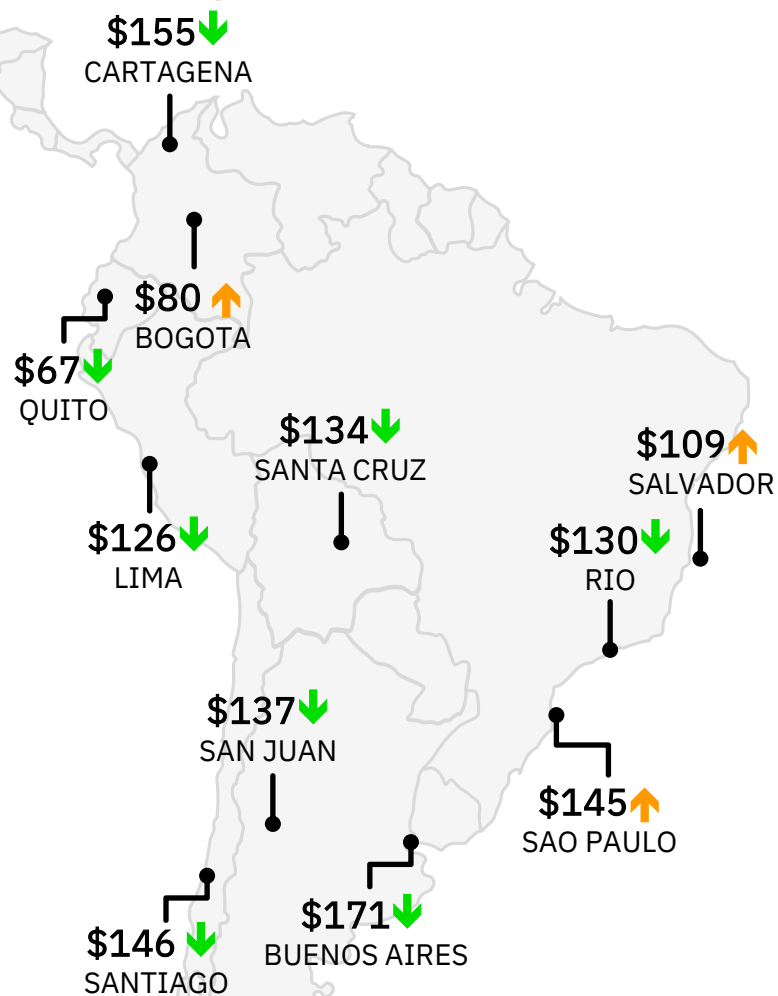 $155
CARTAGENA
$80
BOGOTA
$67
QUITO
$134
SANTA CRUZ
$109
SALVADOR
$126
LIMA
$130
RIO
$137
SAN JUAN
$145
SAO PAULO
$171
BUENOS AIRES
$146
SANTIAGO